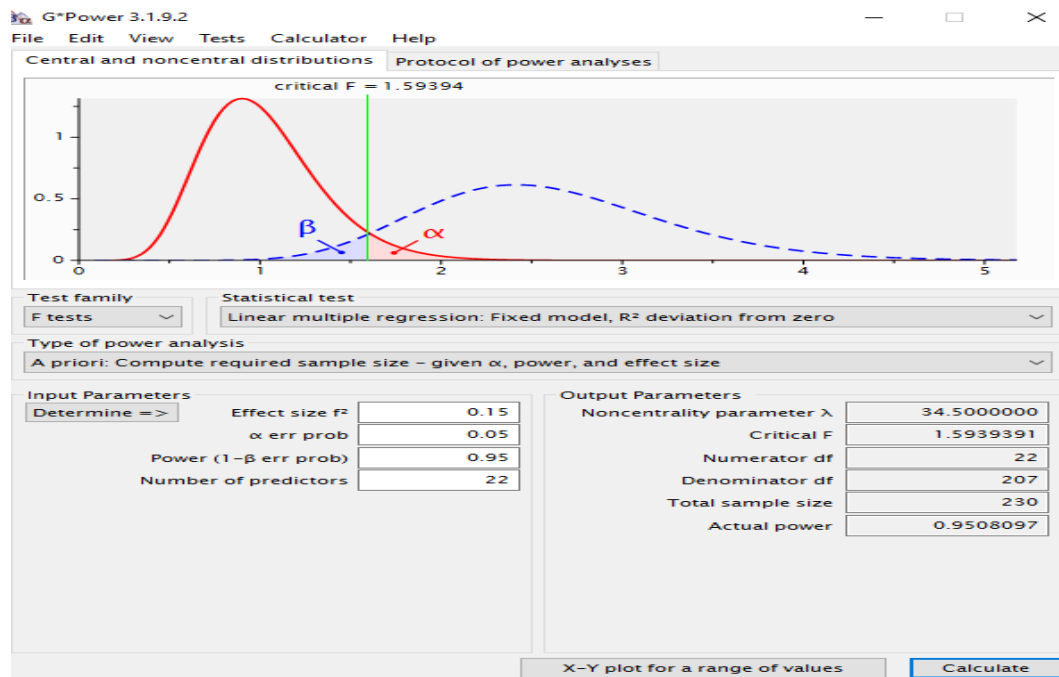 G*Power 3.1.9.2
File Edit View Tests Calculator Help
Central and noncentral distributions Protocol of power analyses
critical F = 1.59394
1
0.5
0
β α
0 1 2 3 4 5
Test family Statistical test
F tests Linear multiple regression: Fixed model, R² deviation from zero
Type of power analysis
A priori: Compute required sample size – given α, power, and effect size
Input Parameters Output Parameters
Determine => Effect size f² 0.15 Noncentrality parameter λ 34.5000000
α err prob 0.05 Critical F 1.5939391
Power (1-β err prob) 0.95 Numerator df 22
Number of predictors 22 Denominator df 207
Total sample size 230
Actual power 0.9508097
X-Y plot for a range of values Calculate